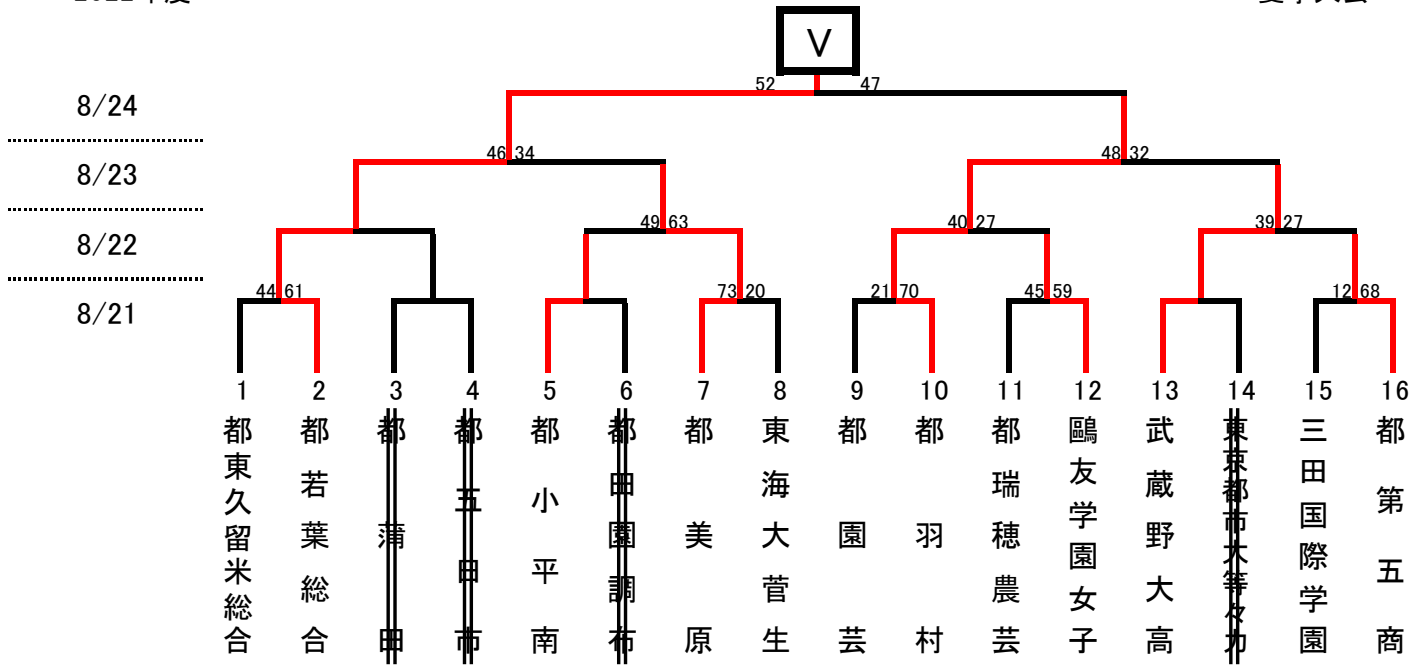 V
52 47
8/24
46 34 48 32
8/23
49 63 40 27 39 27
8/22
44 61 73 20 21 70 45 59 12 68
8/21
1 2 3 4 5 6 7 8 9 10 11 12 13 14 15 16
都東久留米総合
都若葉総合
都蒲田
都五日市
都小平南
都田園調布
都美原
東海大菅生
都園芸
都羽村
都瑞穂農芸
鷗友学園女子
武蔵野大高
東京都市大等々力
三田国際学園
都第五商